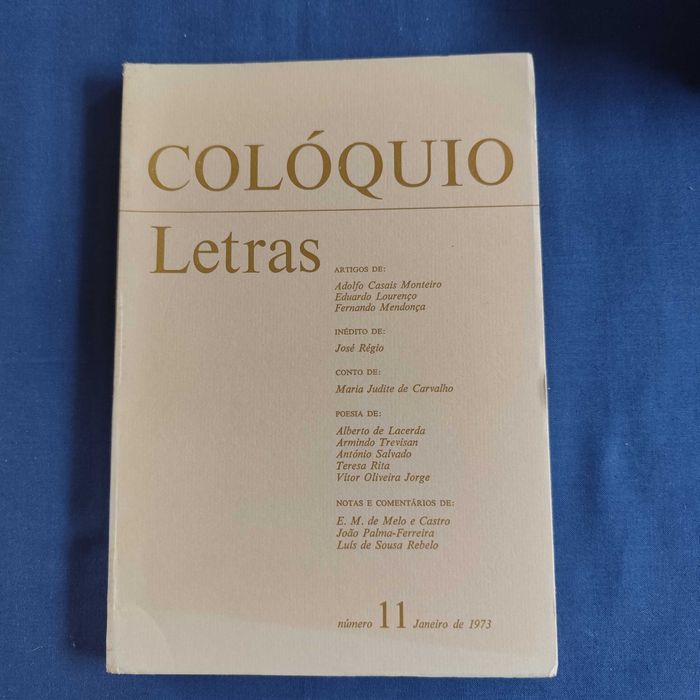 COLÓQUIO
Letras
ARTIGOS DE:
Adolfo Casais Monteiro
Eduardo Lourenço
Fernando Mendonça
INÉDITO DE:
José Régio
CONTO DE:
Maria Judite de Carvalho
POESIA DE:
Alberto de Lacerda
Armindo Trevisan
António Salvado
Teresa Rita
Vítor Oliveira Jorge
NOTAS E COMENTÁRIOS DE:
E. M. de Melo e Castro
João Palma-Ferreira
Luís de Sousa Rebelo
número 11 Janeiro de 1973